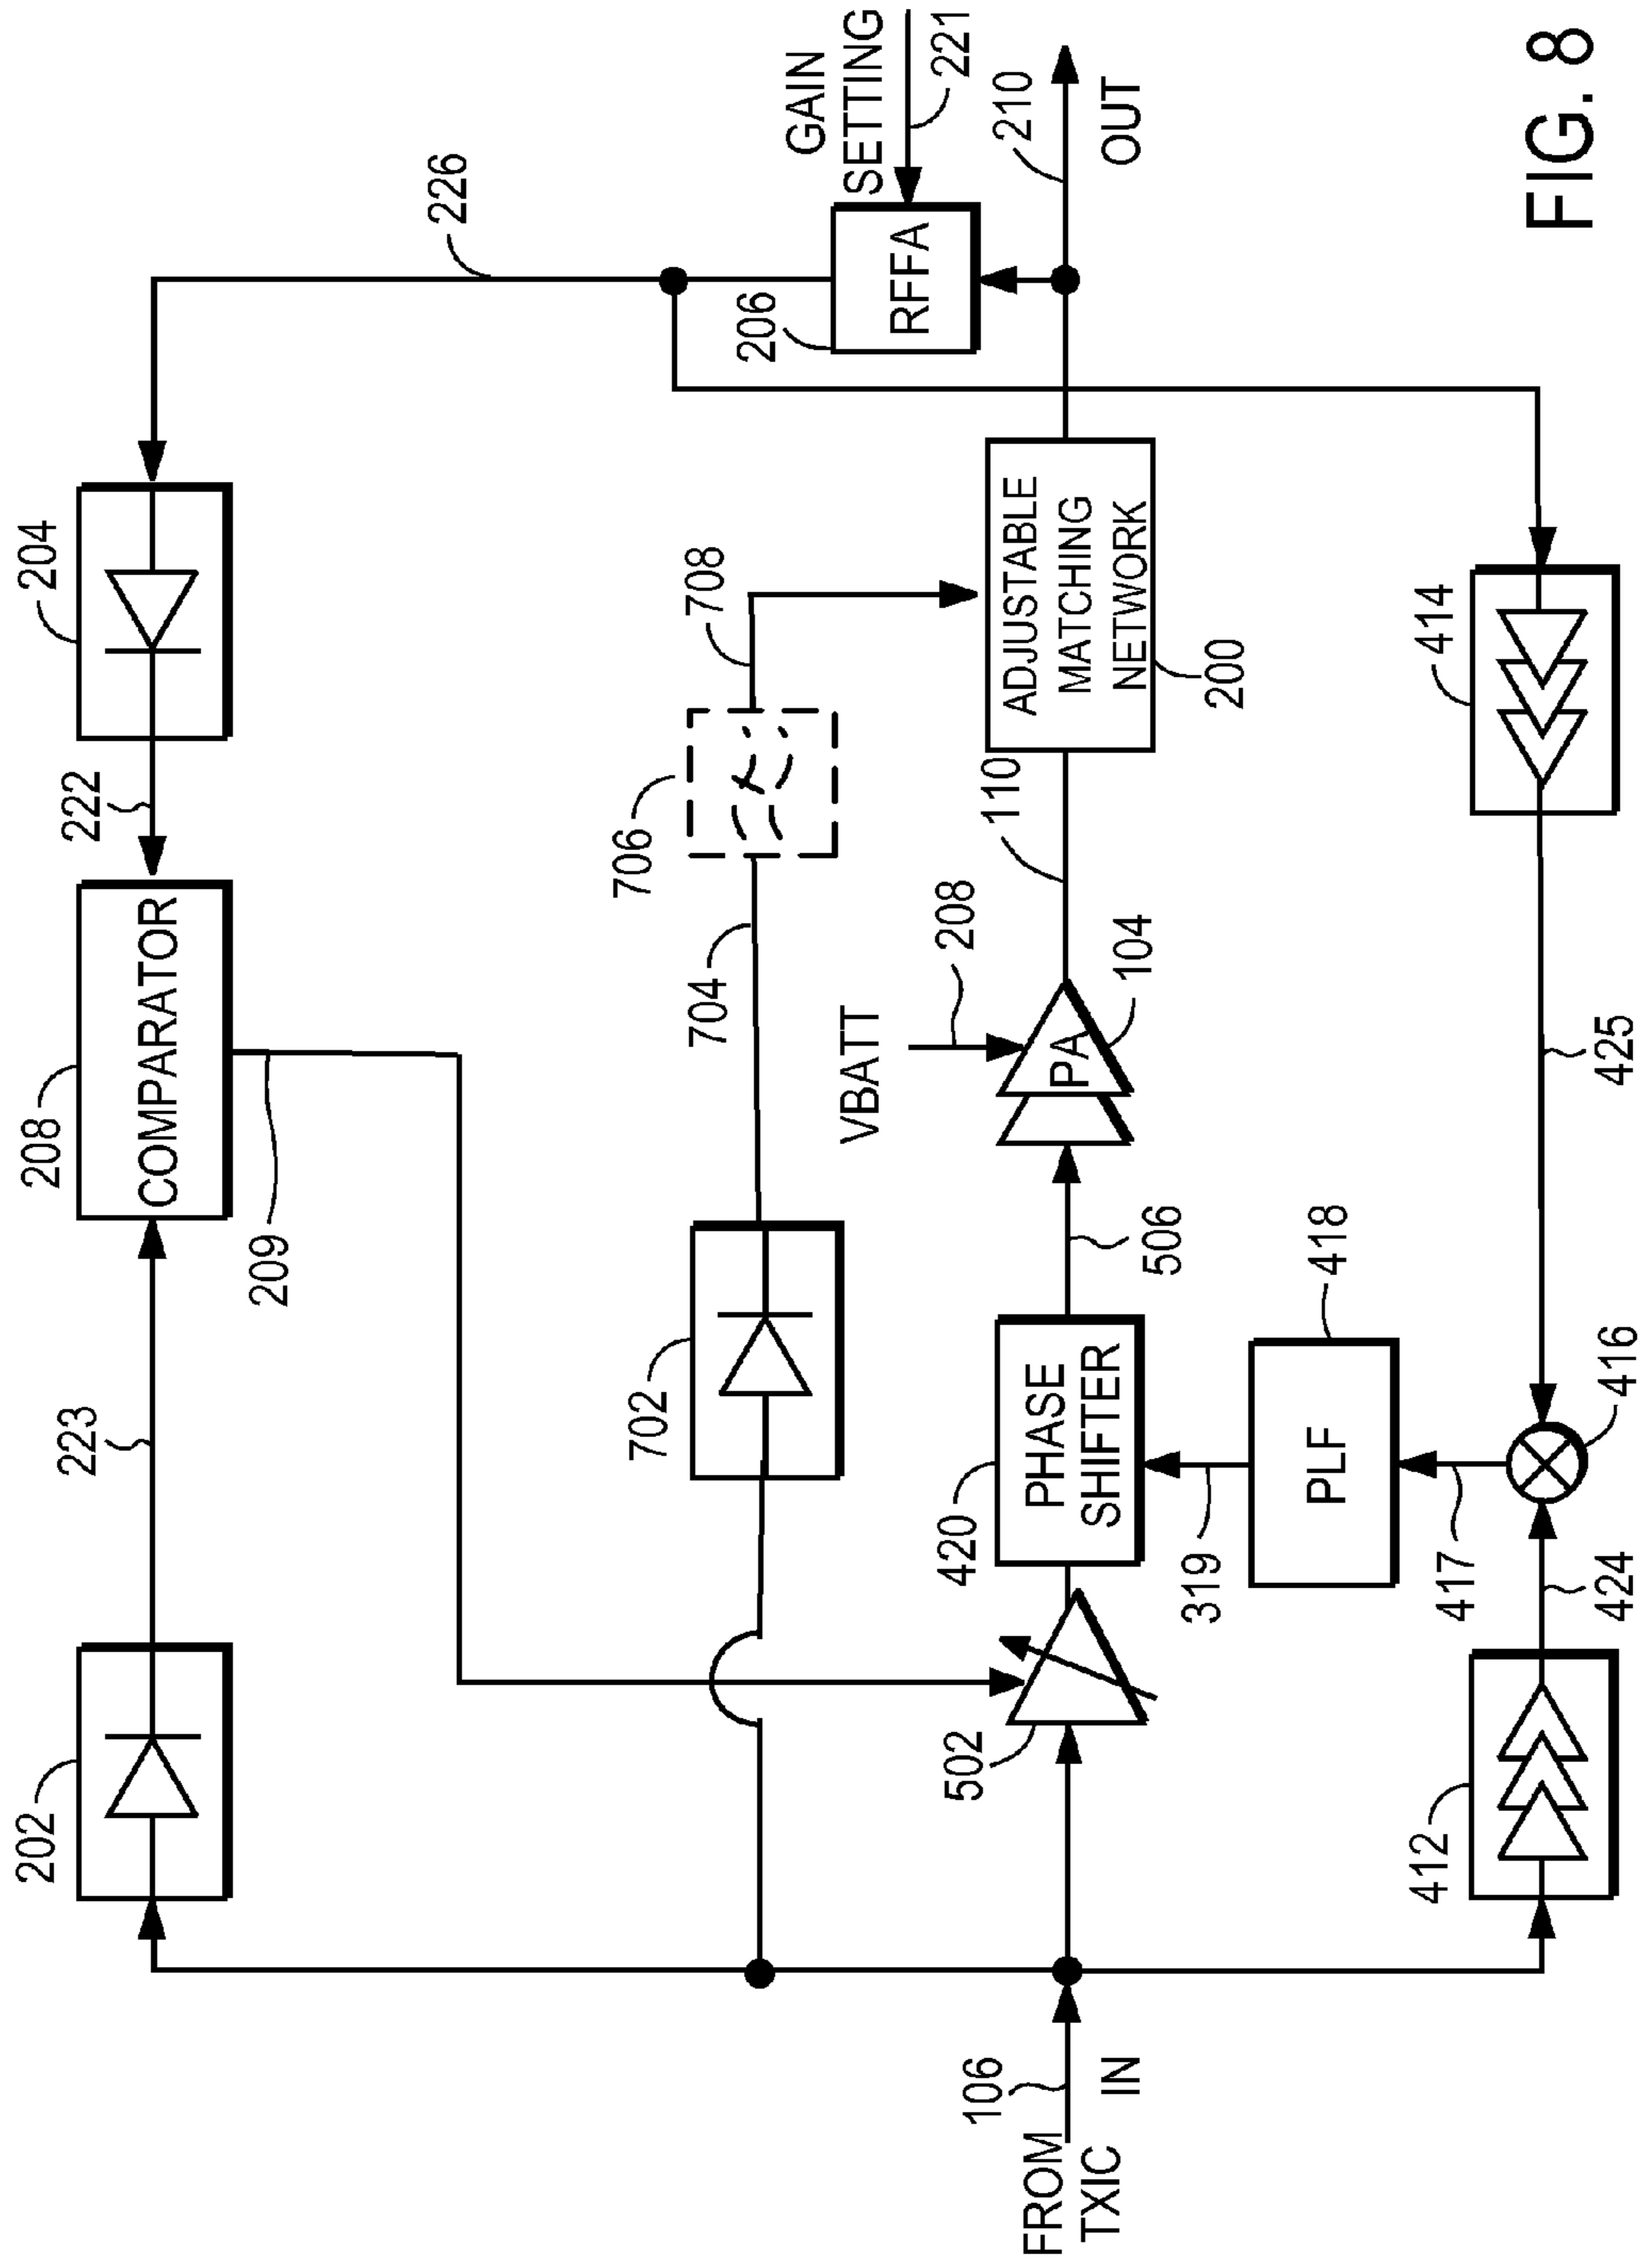 202
223
208
COMPARATOR
209
222
204
226
702
704
706
708
GAIN
SETTING
221
RFFA
206
FROM
TXIC
106
IN
502
420
PHASE
SHIFTER
506
VBATT
208
PA
104
110
ADJUSTABLE
MATCHING
NETWORK
200
210
OUT
319
PLF
418
417
412
424
416
425
414
FIG. 8